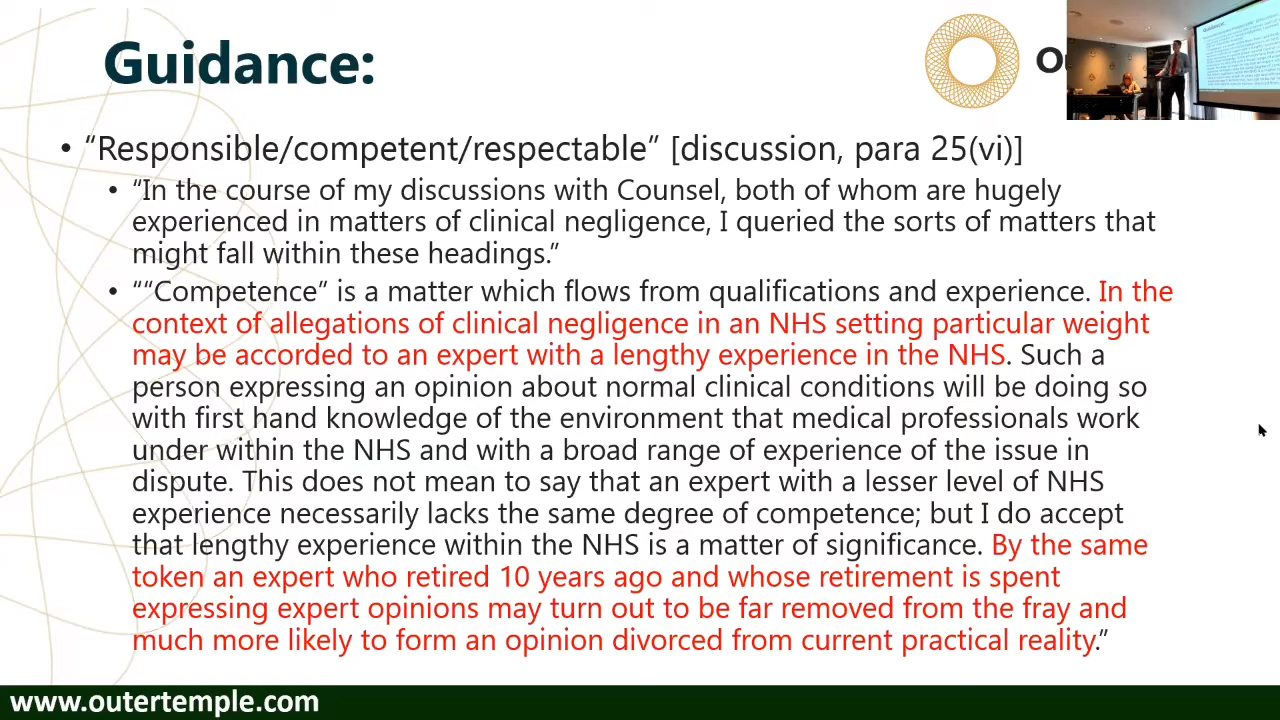 Guidance:
Ou
• “Responsible/competent/respectable” [discussion, para 25(vi)]
• “In the course of my discussions with Counsel, both of whom are hugely
experienced in matters of clinical negligence, I queried the sorts of matters that
might fall within these headings.”
• ““Competence” is a matter which flows from qualifications and experience. In the
context of allegations of clinical negligence in an NHS setting particular weight
may be accorded to an expert with a lengthy experience in the NHS. Such a
person expressing an opinion about normal clinical conditions will be doing so
with first hand knowledge of the environment that medical professionals work
under within the NHS and with a broad range of experience of the issue in
dispute. This does not mean to say that an expert with a lesser level of NHS
experience necessarily lacks the same degree of competence; but I do accept
that lengthy experience within the NHS is a matter of significance. By the same
token an expert who retired 10 years ago and whose retirement is spent
expressing expert opinions may turn out to be far removed from the fray and
much more likely to form an opinion divorced from current practical reality.”
www.outertemple.com